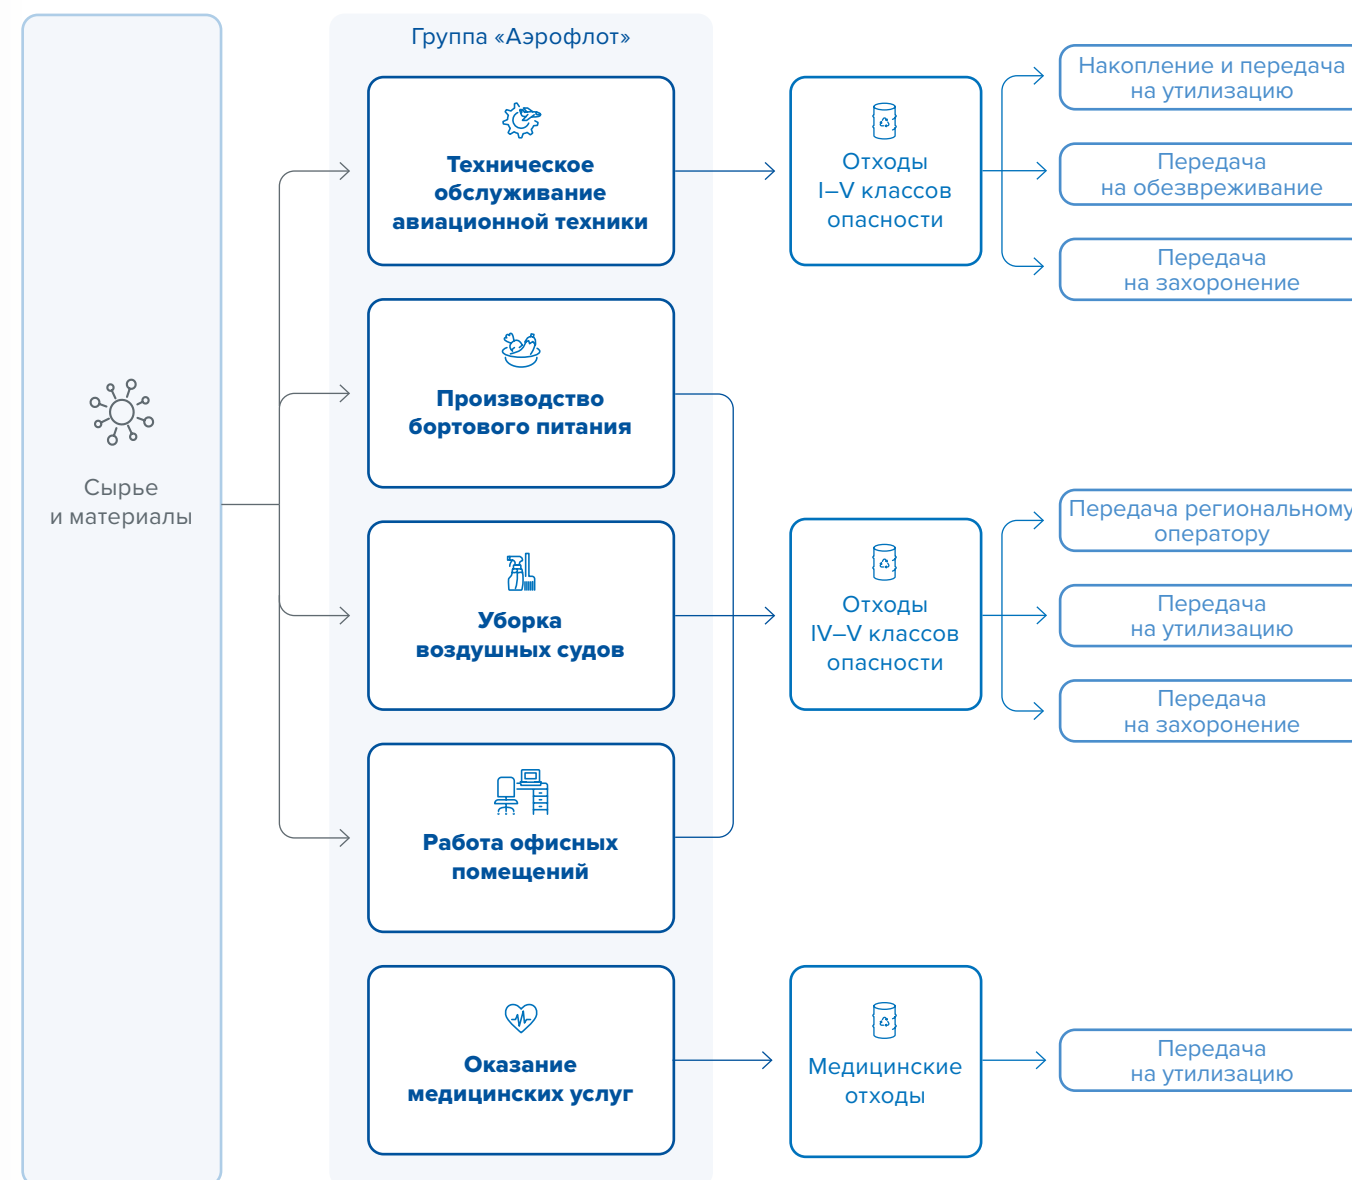 Группа «Аэрофлот»
Сырье
и материалы
Техническое
обслуживание
авиационной техники
Производство
бортового питания
Уборка
воздушных судов
Работа офисных
помещений
Оказание
медицинских услуг
Отходы
I–V классов
опасности
Отходы
IV–V классов
опасности
Медицинские
отходы
Накопление и передача
на утилизацию
Передача
на обезвреживание
Передача
на захоронение
Передача региональному
оператору
Передача
на утилизацию
Передача
на захоронение
Передача
на утилизацию